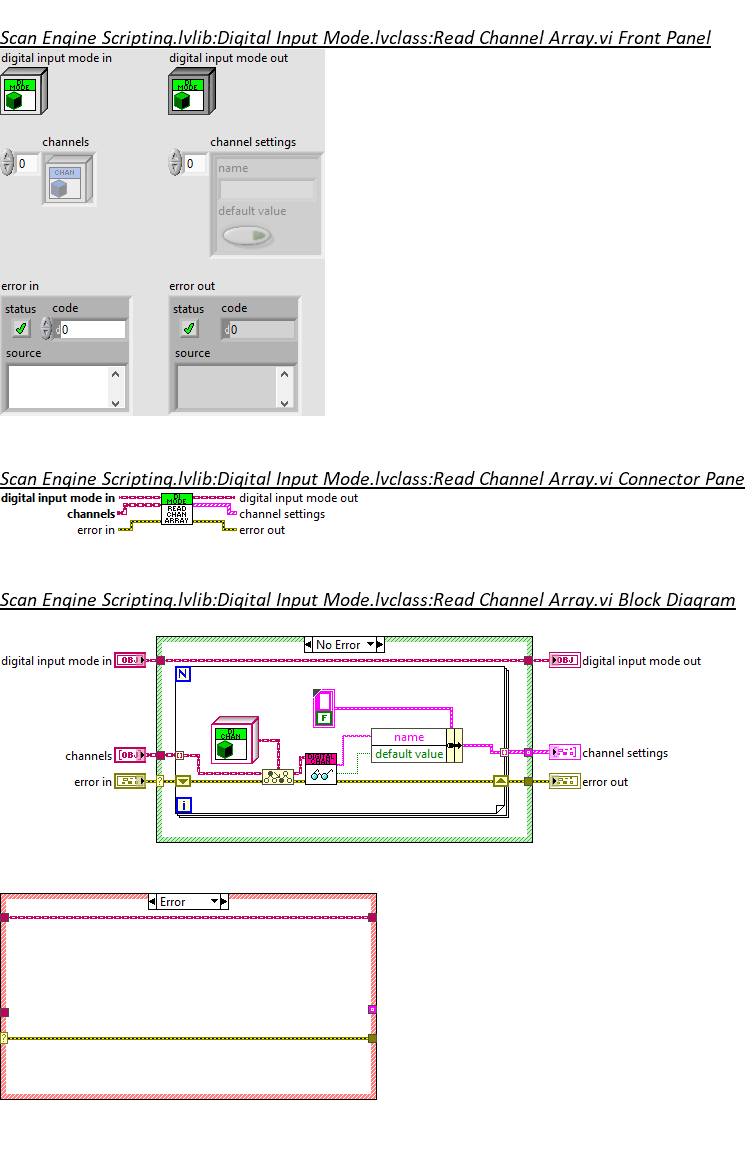 Scan Engine Scripting.lvlib:Digital Input Mode.lvclass:Read Channel Array.vi Front Panel
digital input mode in
digital input mode out
DI
MODE
DI
MODE
channels
channel settings
0
CHAN
0
name
default value
error in
error out
status
code
status
code
d0
d0
source
source
Scan Engine Scripting.lvlib:Digital Input Mode.lvclass:Read Channel Array.vi Connector Pane
digital input mode in
DI
MODE
digital input mode out
channels
READ
CHAN
ARRAY
channel settings
error in
error out
Scan Engine Scripting.lvlib:Digital Input Mode.lvclass:Read Channel Array.vi Block Diagram
No Error
digital input mode in
OBJ
OBJ
digital input mode out
N
F
DI
CHAN
name
default value
DIGITAL
CHAN
channels
OBJ
channel settings
error in
?
error out
i
Error
?